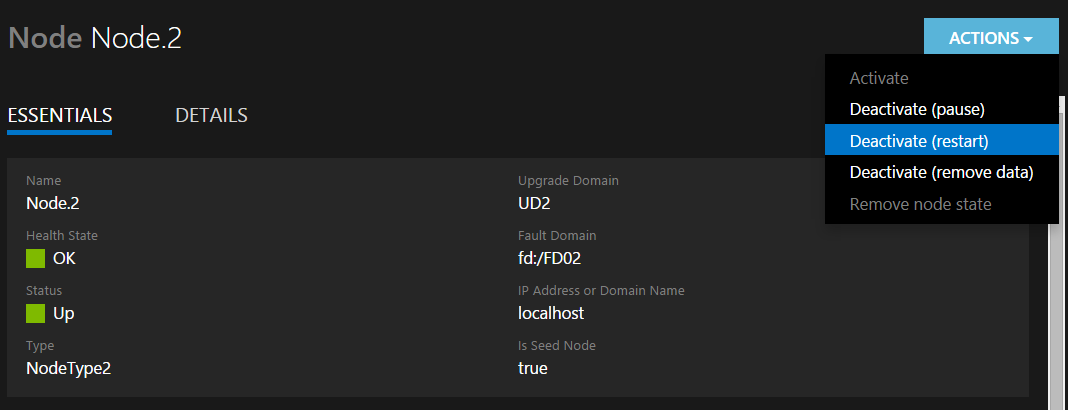 Node Node.2
ACTIONS
Activate
Deactivate (pause)
Deactivate (restart)
Deactivate (remove data)
Remove node state
ESSENTIALS
DETAILS
Name
Node.2
Upgrade Domain
UD2
Health State
OK
Fault Domain
fd:/FD02
Status
Up
IP Address or Domain Name
localhost
Type
NodeType2
Is Seed Node
true